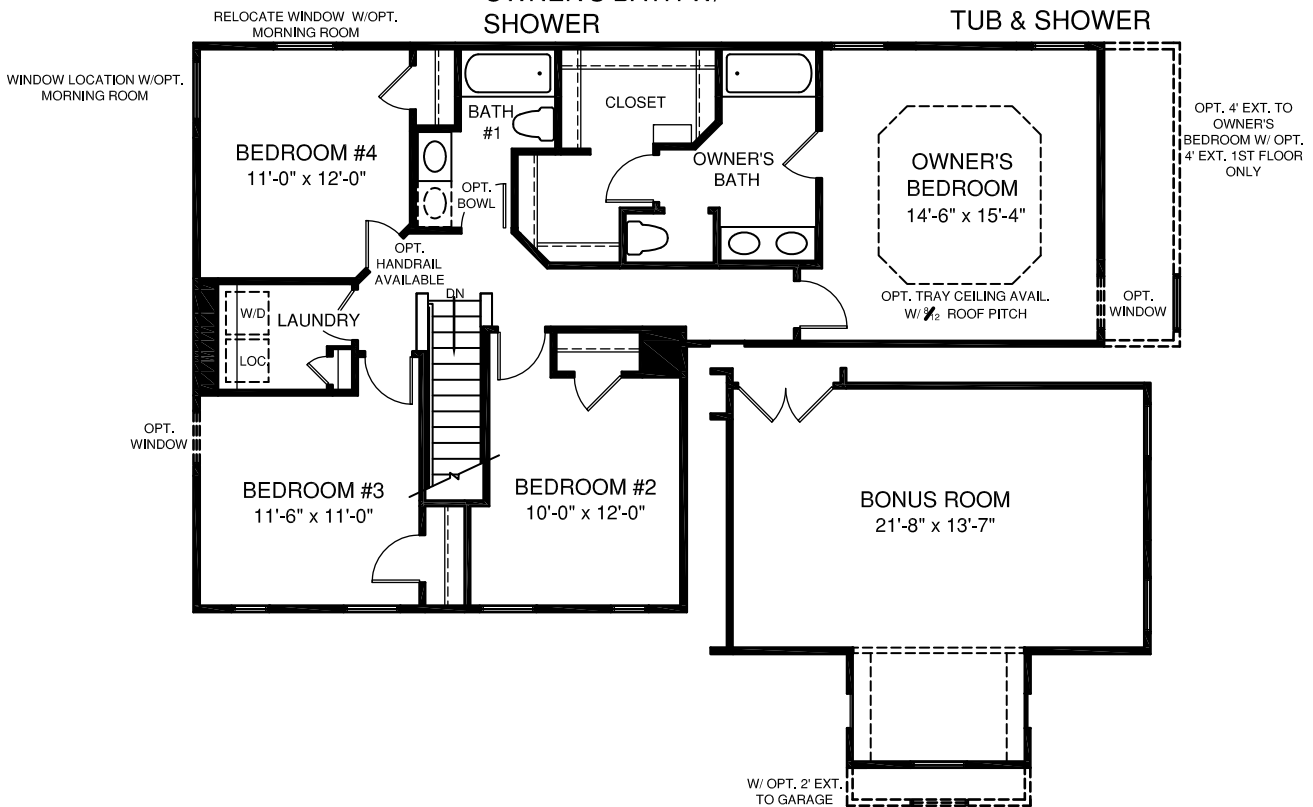 OWNER'S BATH W/
SHOWER
TUB & SHOWER
RELOCATE WINDOW W/OPT.
MORNING ROOM
WINDOW LOCATION W/OPT.
MORNING ROOM
BEDROOM #4
11'-0" x 12'-0"
BATH
#1
OPT.
BOWL
CLOSET
OWNER'S
BATH
OWNER'S
BEDROOM
14'-6" x 15'-4"
OPT. 4' EXT. TO
OWNER'S
BEDROOM W/ OPT.
4' EXT. 1ST FLOOR
ONLY
OPT.
HANDRAIL
AVAILABLE
OPT. TRAY CEILING AVAIL.
W/ 8/12 ROOF PITCH
OPT.
WINDOW
DN
W/D
LAUNDRY
LOC
OPT.
WINDOW
BEDROOM #3
11'-6" x 11'-0"
BEDROOM #2
10'-0" x 12'-0"
BONUS ROOM
21'-8" x 13'-7"
W/ OPT. 2' EXT.
TO GARAGE